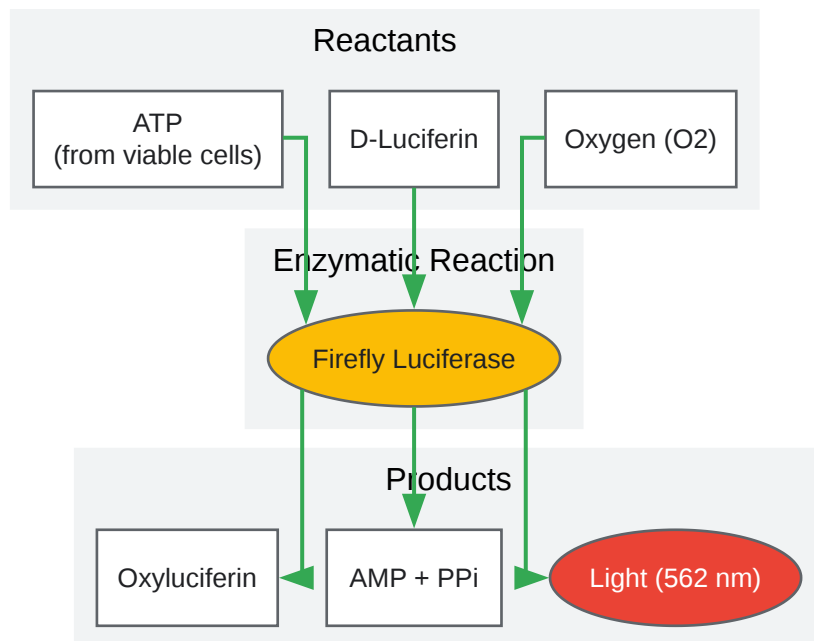 Reactants
ATP
(from viable cells)
D-Luciferin
Oxygen (O2)
Enzymatic Reaction
Firefly Luciferase
Products
Oxyluciferin
AMP + PPi
Light (562 nm)